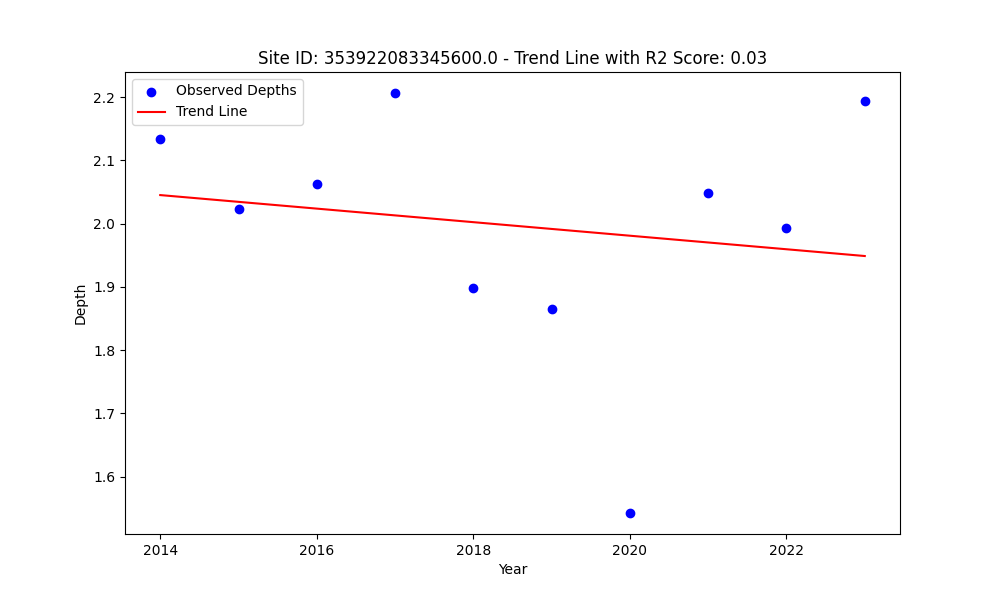 Site ID: 353922083345600.0 - Trend Line with R2 Score: 0.03
Observed Depths
Trend Line
2.2
2.1
2.0
1.9
1.8
1.7
1.6
Depth
2014
2016
2018
2020
2022
Year